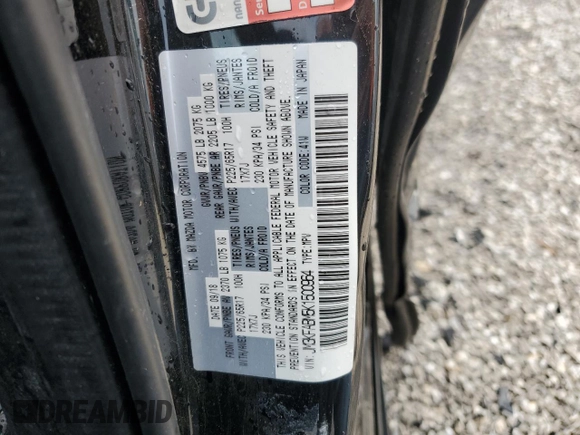 MFD. BY MAZDA MOTOR CORPORATION
DATE 09/18 GVWR/PNBV 4575 LB 2075 KG
FRT GAWR/PNBE AV 2370 LB 1075 KG REAR GAWR/PNBE AR 2205 LB 1000 KG
TIRES/PNEUS WITH/AVEC P225/65R17 100H TIRES/PNEUS WITH/AVEC P225/65R17 100H
RIMS/JANTES 17X7J RIMS/JANTES 17X7J
COLD/A FROID 230 KPA/34 PSI COLD/A FROID 230 KPA/34 PSI
THIS VEHICLE CONFORMS TO ALL APPLICABLE FEDERAL MOTOR VEHICLE SAFETY AND THEFT
PREVENTION STANDARDS IN EFFECT ON THE DATE OF MANUFACTURE SHOWN ABOVE.
COLOR CODE:41W MADE IN JAPAN
VIN: JM3KFABM5K1500964 TYPE:MPV
DREAMBID